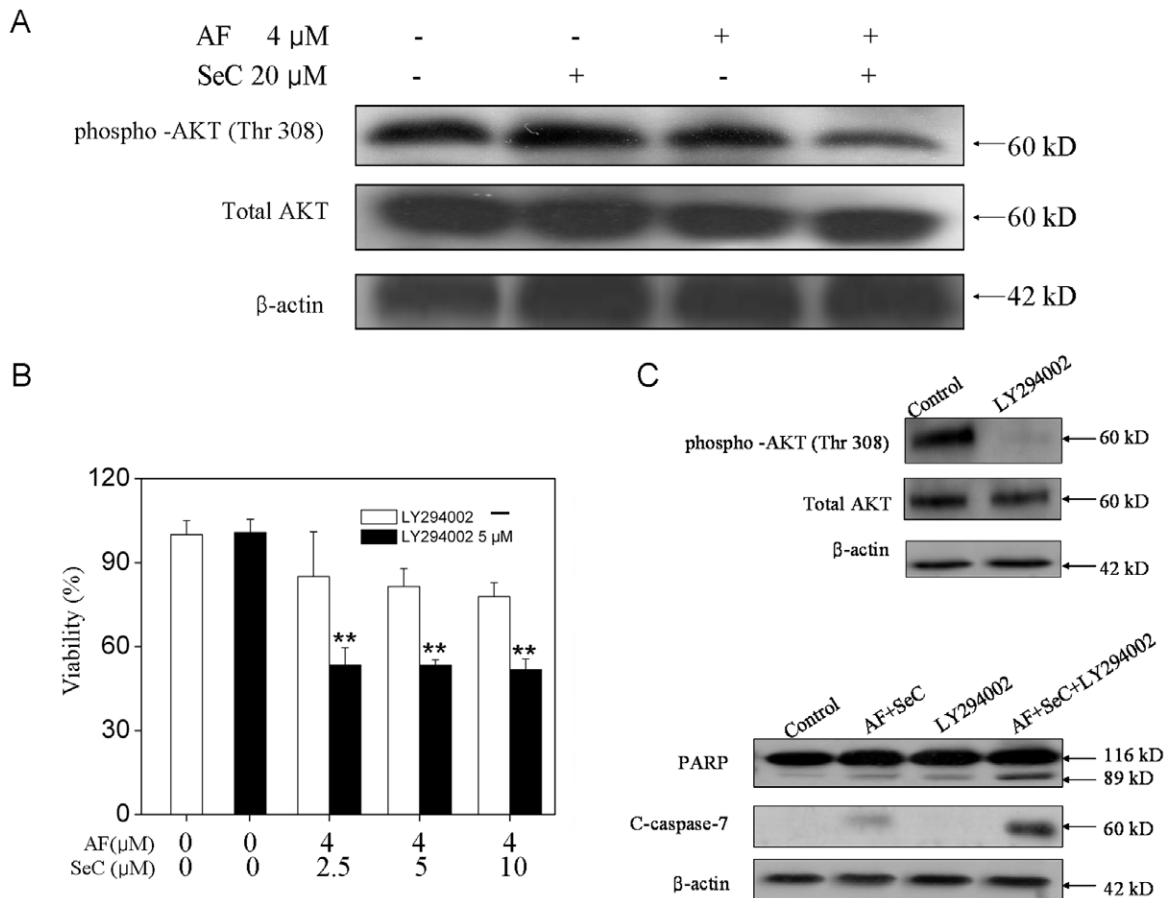 A
AF 4 µM - - + +
SeC 20 µM - + - +
phospho -AKT (Thr 308)
60 kD
Total AKT
60 kD
β-actin
42 kD
B
120
90
60
30
0
Viability (%)
LY294002 –
LY294002 5 µM
** ** **
AF(µM) 0 0 4 4 4
SeC (µM) 0 0 2.5 5 10
C
Control LY294002
phospho -AKT (Thr 308)
60 kD
Total AKT
60 kD
β-actin
42 kD
Control AF+SeC LY294002 AF+SeC+LY294002
PARP
116 kD
89 kD
C-caspase-7
60 kD
β-actin
42 kD